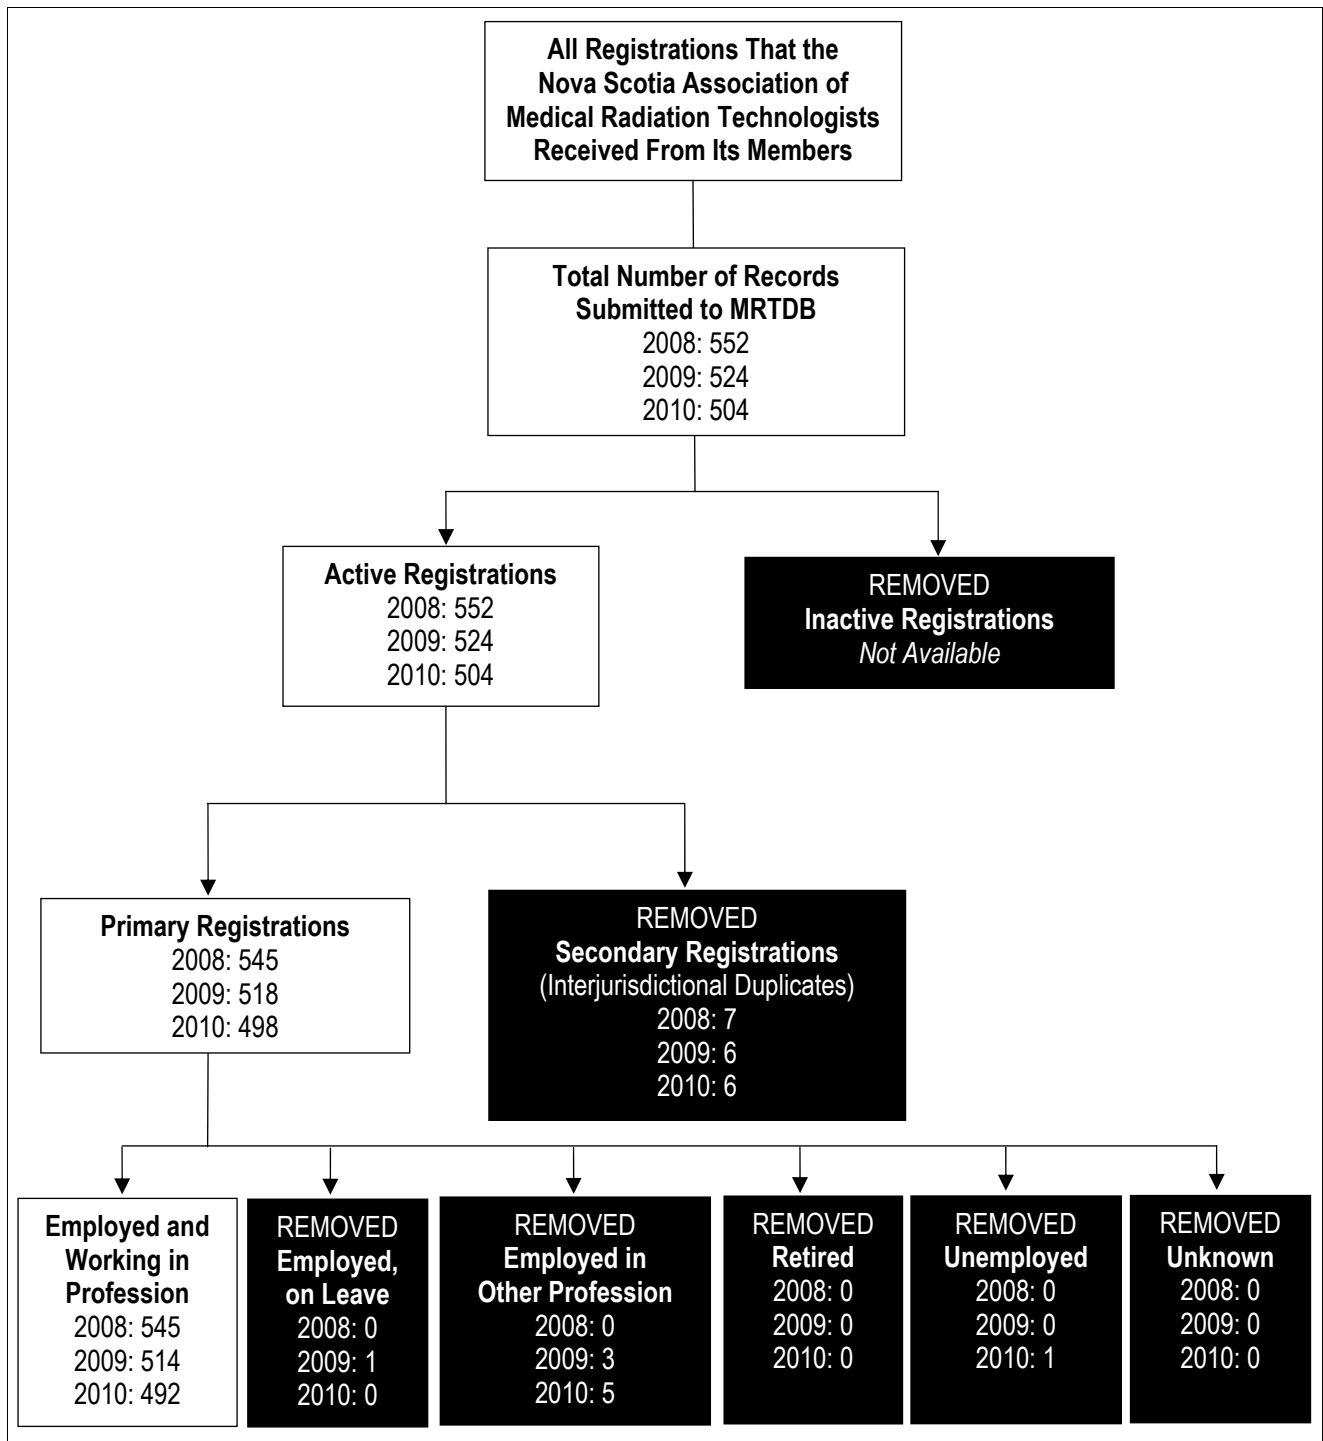 All Registrations That the
Nova Scotia Association of
Medical Radiation Technologists
Received From Its Members
Total Number of Records
Submitted to MRTDB
2008: 552
2009: 524
2010: 504
Active Registrations
2008: 552
2009: 524
2010: 504
REMOVED
Inactive Registrations
Not Available
Primary Registrations
2008: 545
2009: 518
2010: 498
REMOVED
Secondary Registrations
(Interjurisdictional Duplicates)
2008: 7
2009: 6
2010: 6
Employed and
Working in
Profession
2008: 545
2009: 514
2010: 492
REMOVED
Employed,
on Leave
2008: 0
2009: 1
2010: 0
REMOVED
Employed in
Other Profession
2008: 0
2009: 3
2010: 5
REMOVED
Retired
2008: 0
2009: 0
2010: 0
REMOVED
Unemployed
2008: 0
2009: 0
2010: 1
REMOVED
Unknown
2008: 0
2009: 0
2010: 0